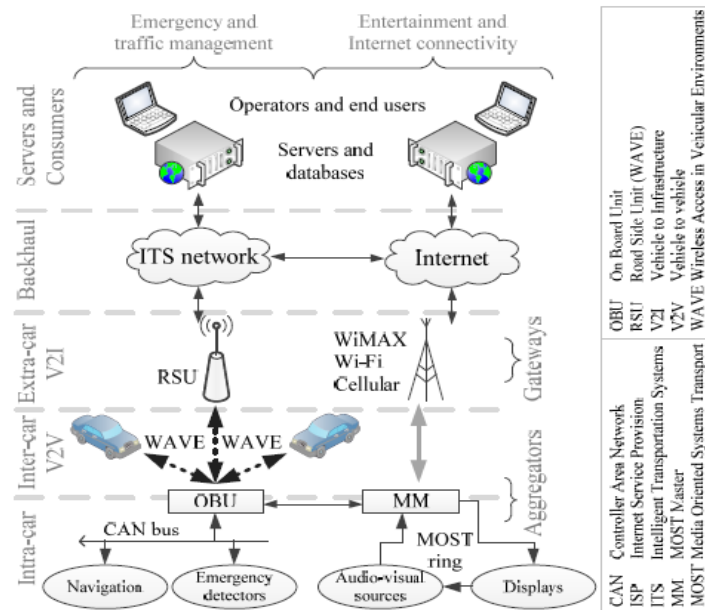 Emergency and
traffic management
Entertainment and
Internet connectivity
Servers and
Consumers
Operators and end users
Servers and
databases
Backhaul
ITS network
Internet
Extra-car
V2I
RSU
WiMAX
Wi-Fi
Cellular
Gateways
Inter-car
V2V
WAVE
WAVE
Aggregators
OBU
MM
Intra-car
CAN bus
MOST
ring
Navigation
Emergency
detectors
Audio-visual
sources
Displays
OBU On Board Unit
RSU Road Side Unit (WAVE)
V2I Vehicle to Infrastructure
V2V Vehicle to vehicle
WAVE Wireless Access in Vehicular Environments
CAN Controller Area Network
ISP Internet Service Provision
ITS Intelligent Transportation Systems
MM MOST Master
MOST Media Oriented Systems Transport